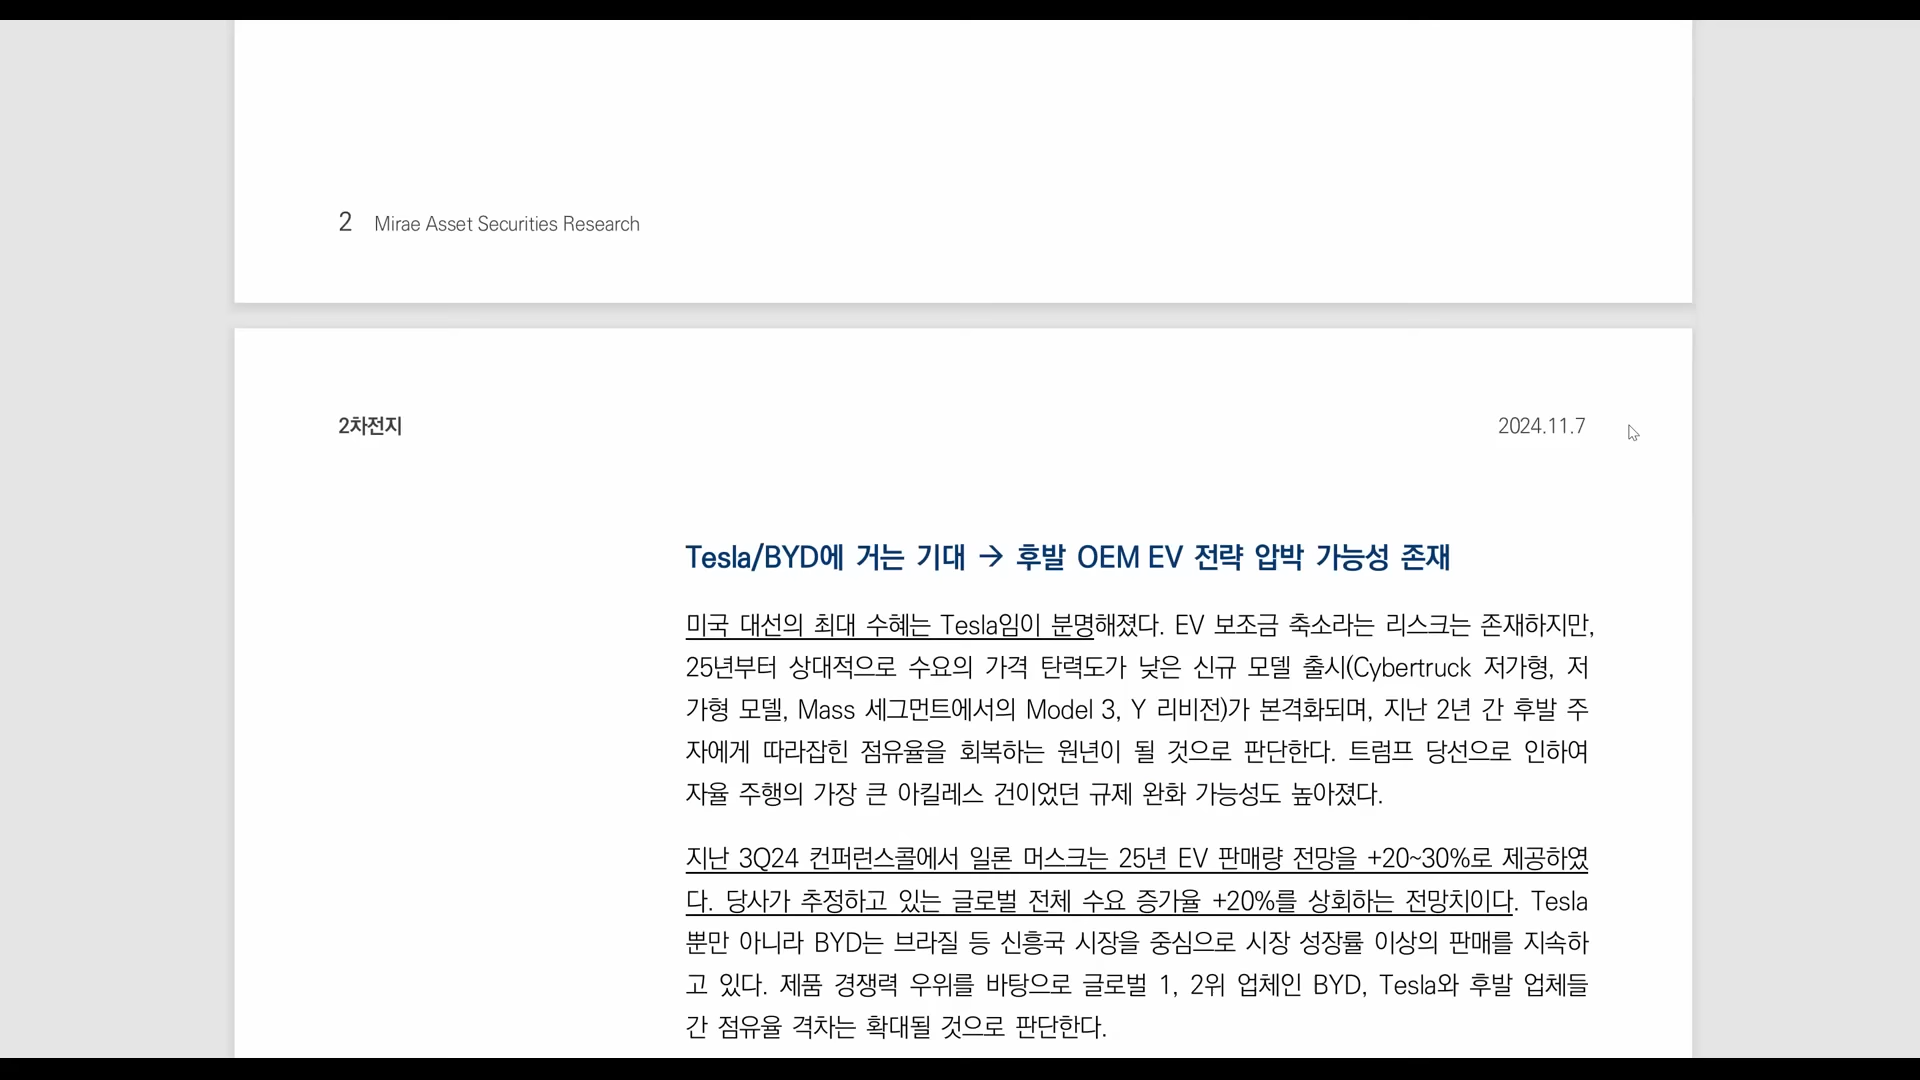 2 Mirae Asset Securities Research
2차전지
2024.11.7
Tesla/BYD에 거는 기대 → 후발 OEM EV 전략 압박 가능성 존재
미국 대선의 최대 수혜는 Tesla임이 분명해졌다. EV 보조금 축소라는 리스크는 존재하지만,
25년부터 상대적으로 수요의 가격 탄력도가 낮은 신규 모델 출시(Cybertruck 저가형, 저
가형 모델, Mass 세그먼트에서의 Model 3, Y 리비전)가 본격화되며, 지난 2년 간 후발 주
자에게 따라잡힌 점유율을 회복하는 원년이 될 것으로 판단한다. 트럼프 당선으로 인하여
자율 주행의 가장 큰 아킬레스 건이었던 규제 완화 가능성도 높아졌다.
지난 3Q24 컨퍼런스콜에서 일론 머스크는 25년 EV 판매량 전망을 +20~30%로 제공하였
다. 당사가 추정하고 있는 글로벌 전체 수요 증가율 +20%를 상회하는 전망치이다. Tesla
뿐만 아니라 BYD는 브라질 등 신흥국 시장을 중심으로 시장 성장률 이상의 판매를 지속하
고 있다. 제품 경쟁력 우위를 바탕으로 글로벌 1, 2위 업체인 BYD, Tesla와 후발 업체들
간 점유율 격차는 확대될 것으로 판단한다.